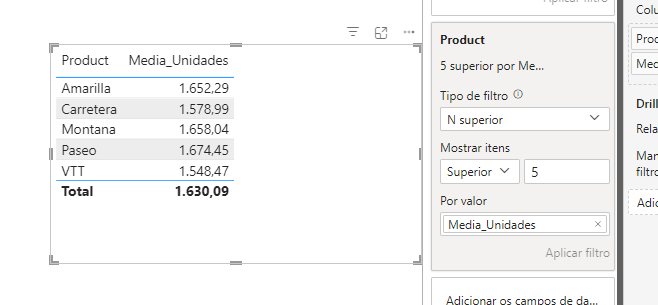 Aplicar filtro
Product Media_Unidades
Amarilla 1.652,29
Carretera 1.578,99
Montana 1.658,04
Paseo 1.674,45
VTT 1.548,47
Total 1.630,09
Product
5 superior por Me...
Tipo de filtro
N superior
Mostrar itens
Superior 5
Por valor
Media_Unidades
Aplicar filtro
Adicionar os campos de da...
Colu
Prod
Med
Drill
Rela
Man
filtro
Adic